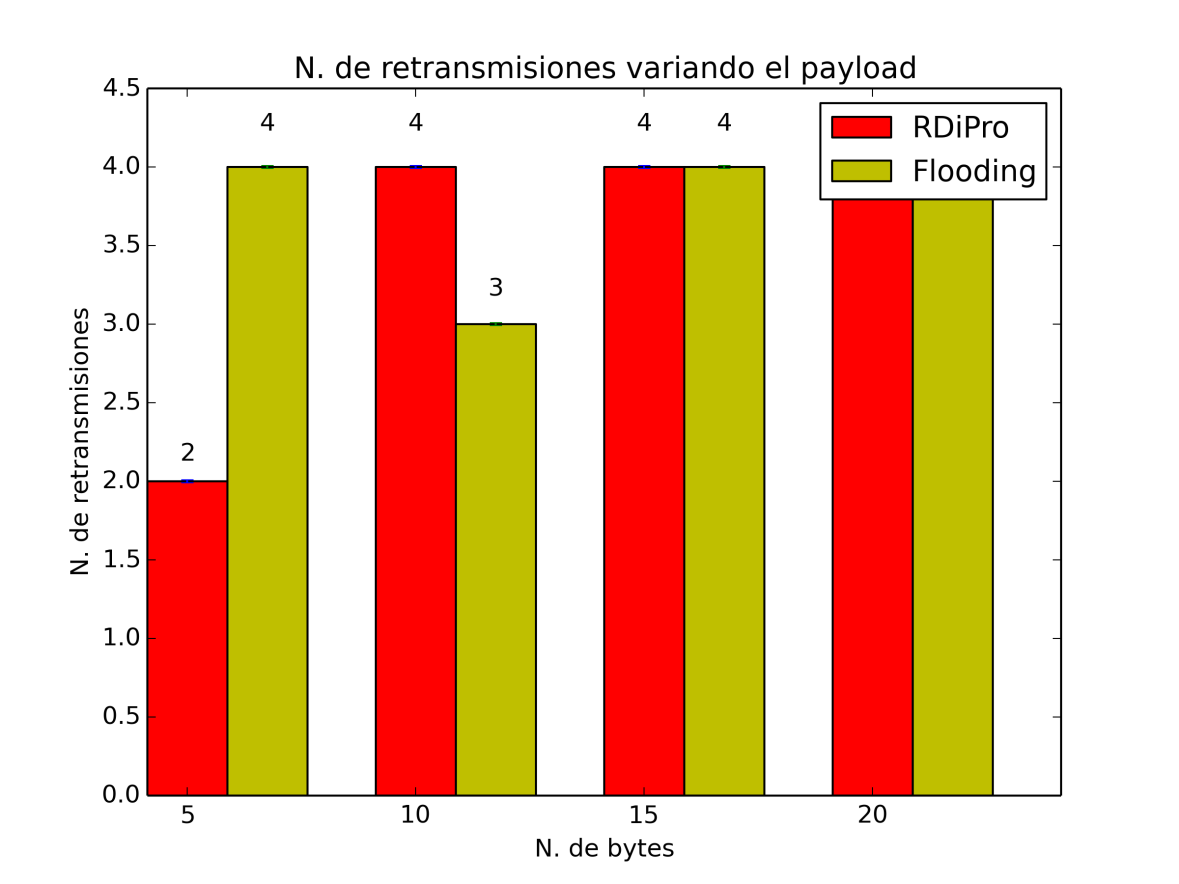 N. de retransmisiones variando el payload
4.5
4 4 4 4
RDiPro
Flooding
4.0
3.5
3
3.0
N. de retransmisiones
2.5
2
2.0
1.5
1.0
0.5
0.0
5 10 15 20
N. de bytes